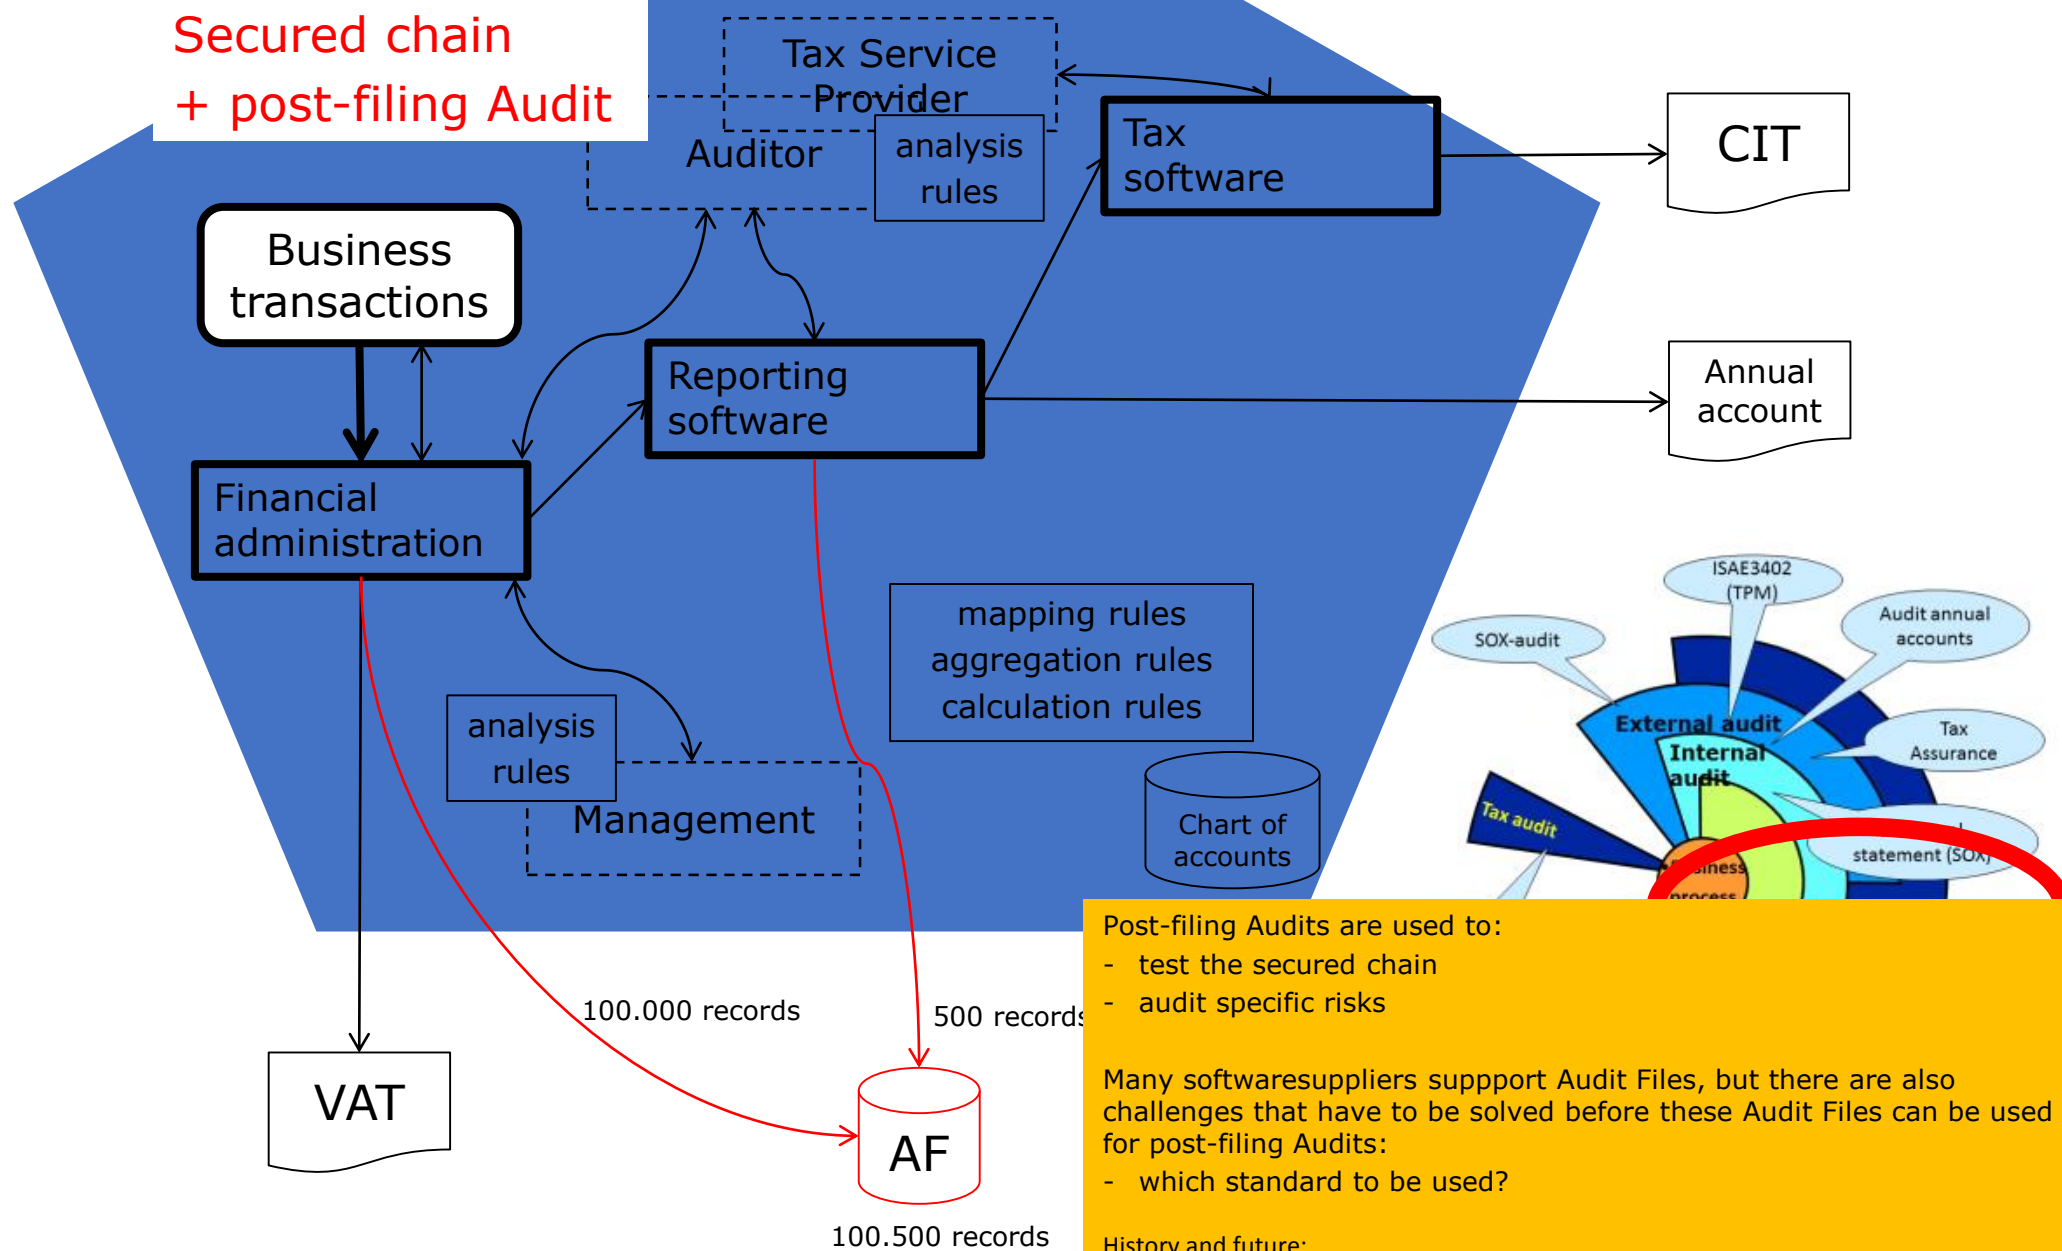 Secured chain
+ post-filing Audit
Tax Service
Provider
Auditor
analysis
rules
Tax
software
CIT
Business
transactions
Reporting
software
Annual
account
Financial
administration
mapping rules
aggregation rules
calculation rules
analysis
rules
Management
Chart of
accounts
ISAE3402
(TPM)
SOX-audit
Audit annual
accounts
External audit
Tax
Assurance
Internal
audit
Tax audit
statement (SOX)
process
Post-filing Audits are used to:
- test the secured chain
- audit specific risks
Many softwaresuppliers suppport Audit Files, but there are also
challenges that have to be solved before these Audit Files can be used
for post-filing Audits:
- which standard to be used?
History and future:
100.000 records
500 records
VAT
AF
100.500 records